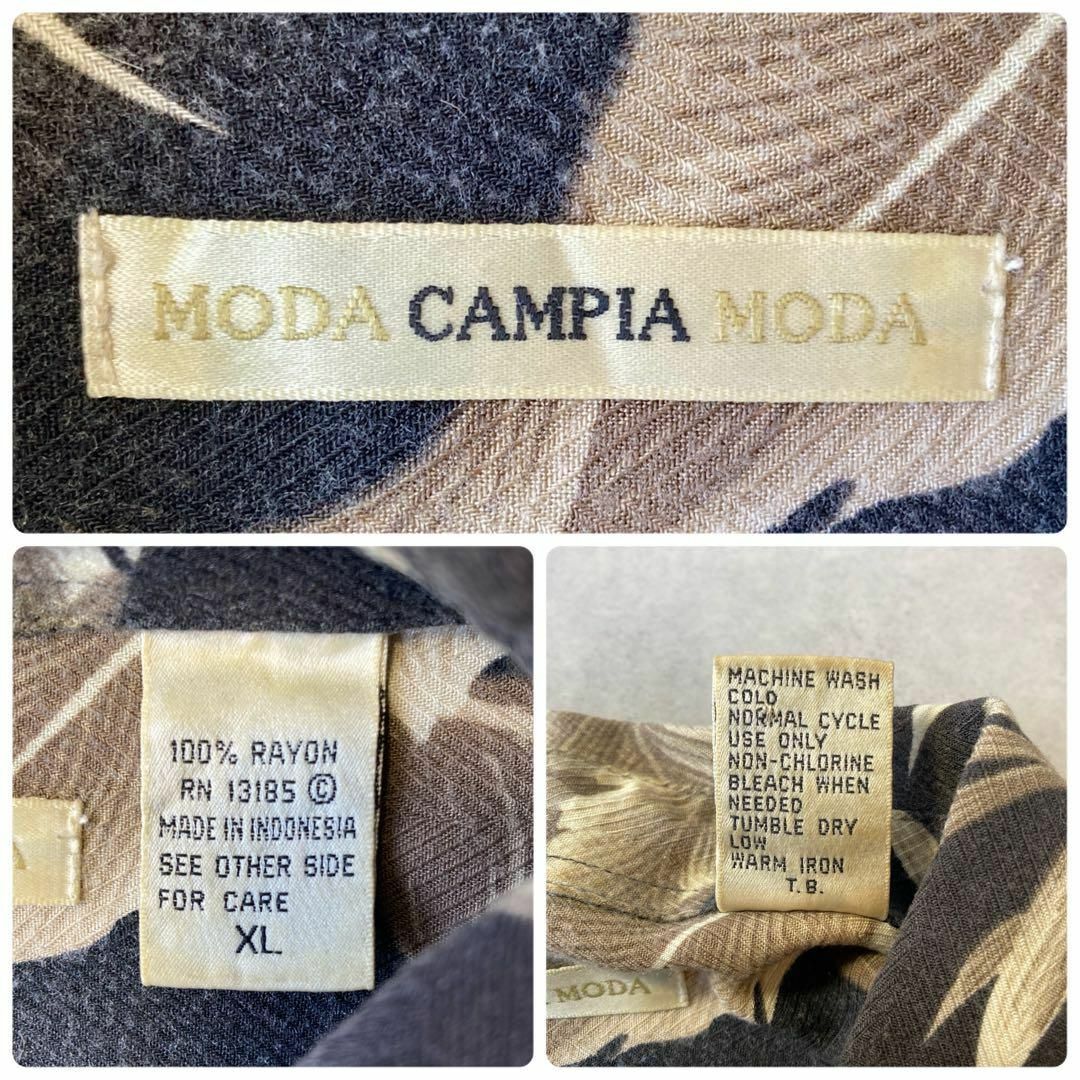 MODA CAMPIA MODA
100% RAYON
RN 13185 ©
MADE IN INDONESIA
SEE OTHER SIDE
FOR CARE
XL
MACHINE WASH
COLD
NORMAL CYCLE
USE ONLY
NON-CHLORINE
BLEACH WHEN
NEEDED
TUMBLE DRY
LOW
WARM IRON
T.B.
MODA